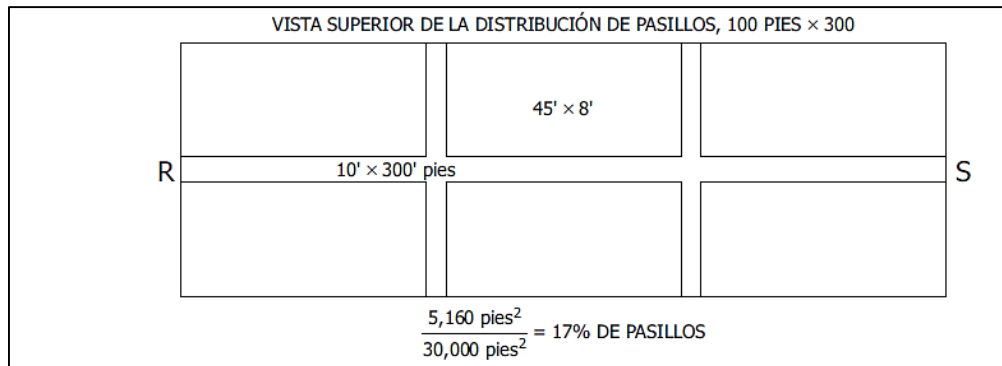 VISTA SUPERIOR DE LA DISTRIBUCIÓN DE PASILLOS, 100 PIES × 300
45' × 8'
R
10' × 300' pies
S
5,160 pies²
30,000 pies²
= 17% DE PASILLOS